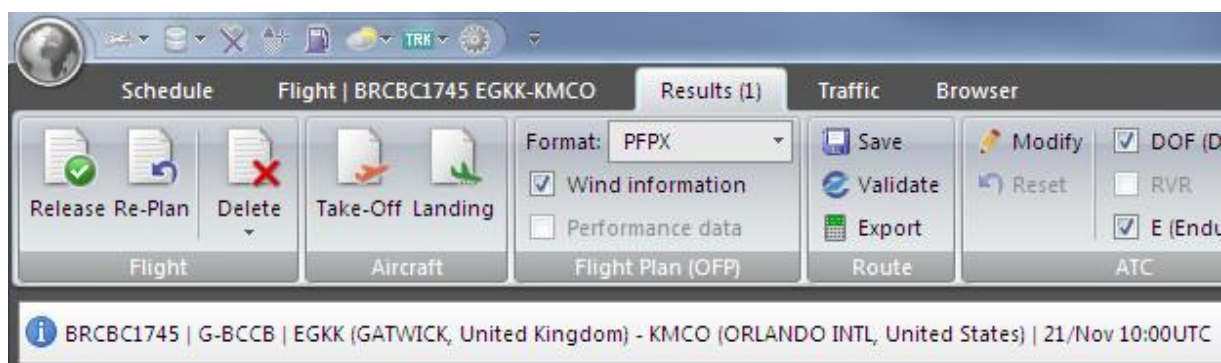 TRK
Schedule Flight | BRCBC1745 EGKK-KMCO Results (1) Traffic Browser
Format: PFPX Save Modify DOF (D
Wind information Validate Reset RVR
Release Re-Plan Delete Take-Off Landing
Performance data Export E (Endu
Flight Aircraft Flight Plan (OFP) Route ATC
BRCBC1745 | G-BCCB | EGKK (GATWICK, United Kingdom) - KMCO (ORLANDO INTL, United States) | 21/Nov 10:00UTC